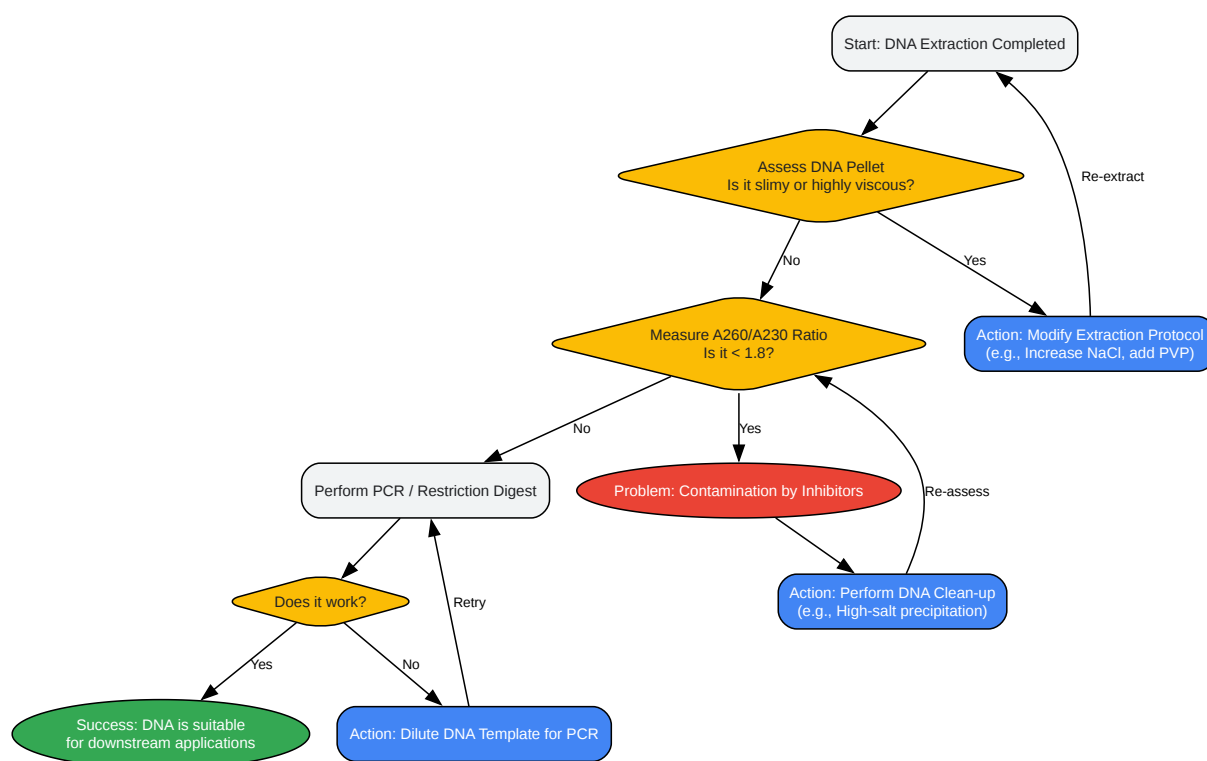 Start: DNA Extraction Completed
Assess DNA Pellet
Is it slimy or highly viscous?
Re-extract
No
Yes
Measure A260/A230 Ratio
Is it < 1.8?
Action: Modify Extraction Protocol
(e.g., Increase NaCl, add PVP)
No
Yes
Perform PCR / Restriction Digest
Problem: Contamination by Inhibitors
Re-assess
Does it work?
Retry
Action: Perform DNA Clean-up
(e.g., High-salt precipitation)
Yes
No
Success: DNA is suitable
for downstream applications
Action: Dilute DNA Template for PCR